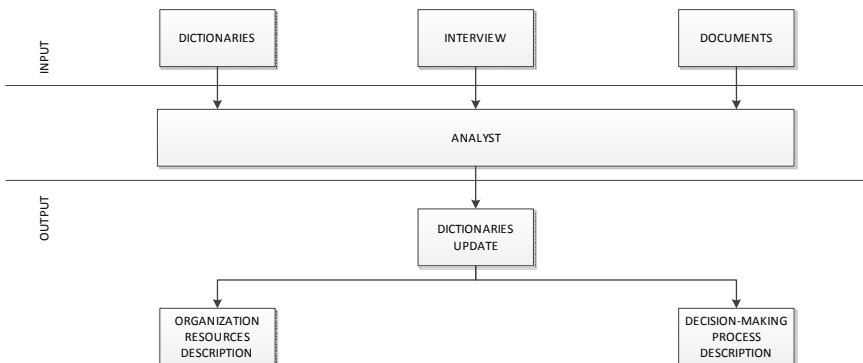 INPUT
DICTIONARIES
INTERVIEW
DOCUMENTS
ANALYST
OUTPUT
DICTIONARIES
UPDATE
ORGANIZATION
RESOURCES
DESCRIPTION
DECISION-MAKING
PROCESS
DESCRIPTION